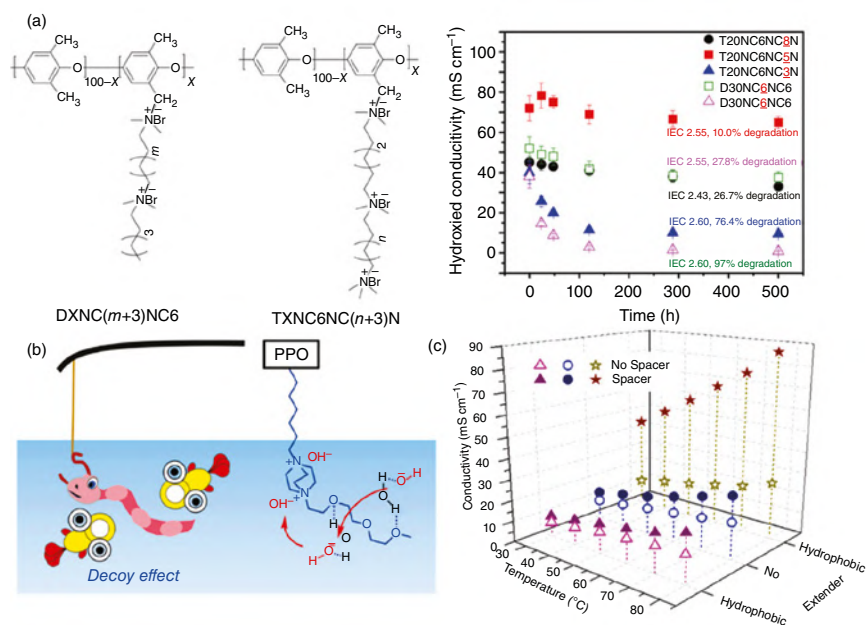 (a)
CH₃
CH₃
O
100–X
O
X
CH₃
CH₂
+/–
NBr
m
+/–
NBr
3
DXNC(m+3)NC6
CH₃
CH₃
O
100–X
O
X
CH₃
CH₂
+/–
NBr
2
+/–
NBr
n
+/–
NBr
TXNC6NC(n+3)N
Hydroxied conductivity (mS cm⁻¹)
100
80
60
40
20
0
T20NC6NC8N
T20NC6NC5N
T20NC6NC3N
D30NC6NC6
D30NC6NC6
IEC 2.55, 10.0% degradation
IEC 2.55, 27.8% degradation
IEC 2.43, 26.7% degradation
IEC 2.60, 76.4% degradation
IEC 2.60, 97% degradation
0 100 200 300 400 500
Time (h)
(b)
Decoy effect
PPO
N
+
OH⁻
N
+
OH⁻
O
O
O
H
H
O
O
H
H
O
H
O
H
(c)
Conductivity (mS cm⁻¹)
90
80
70
60
50
40
30
20
10
0
No Spacer
Spacer
30
40
50
60
70
80
Temperature (°C)
Hydrophobic
No
Hydrophobic
Extender